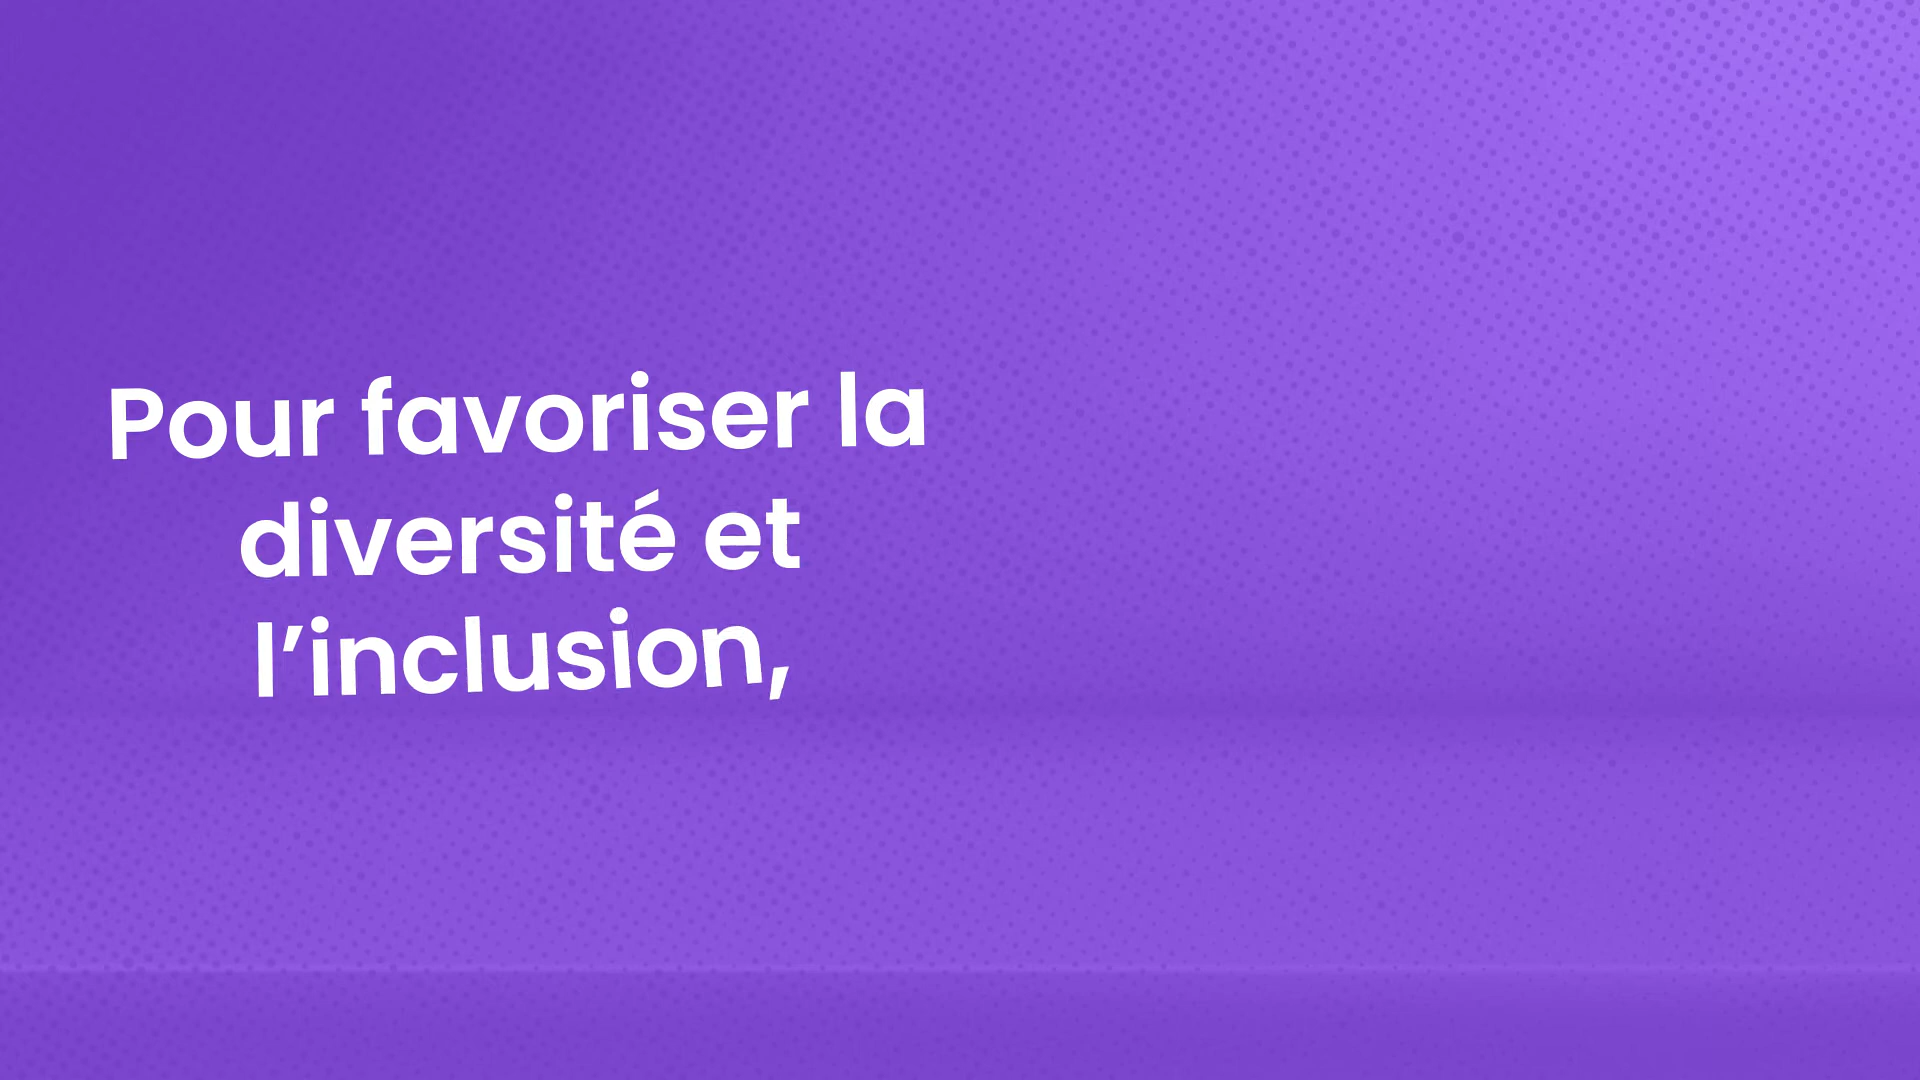 Pour favoriser la
diversité et
l’inclusion,